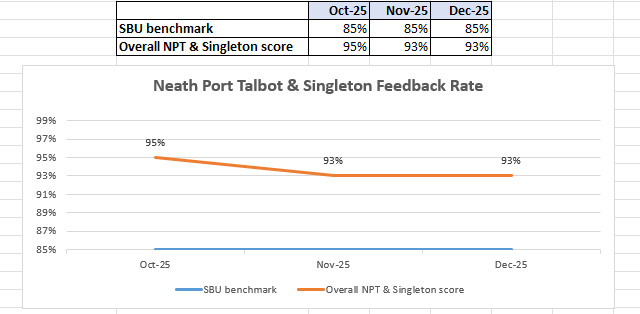 Oct-25 Nov-25 Dec-25
SBU benchmark 85% 85% 85%
Overall NPT & Singleton score 95% 93% 93%
Neath Port Talbot & Singleton Feedback Rate
99%
97%
95%
93%
91%
89%
87%
85%
95%
93%
93%
Oct-25 Nov-25 Dec-25
SBU benchmark Overall NPT & Singleton score